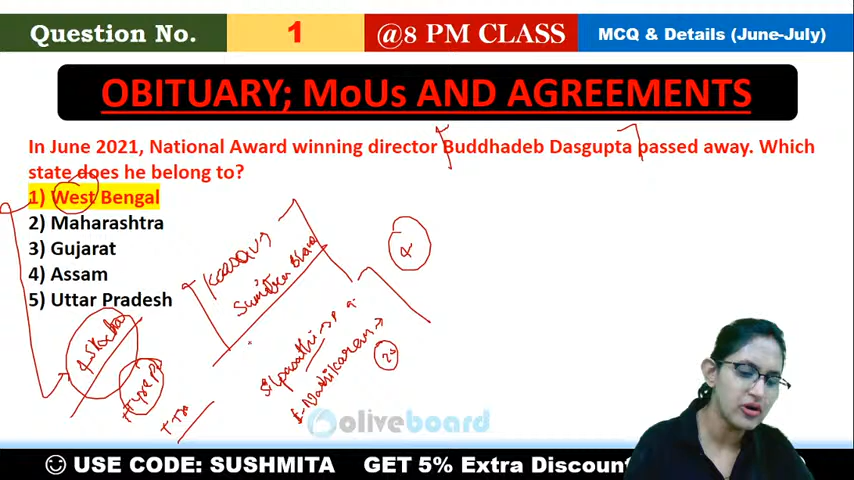 Question No.
1
@8 PM CLASS
MCQ & Details (June-July)
OBITUARY; MoUs AND AGREEMENTS
In June 2021, National Award winning director Buddhadeb Dasgupta passed away. Which
state does he belong to?
1) West Bengal
2) Maharashtra
3) Gujarat
4) Assam
5) Uttar Pradesh
oliveboard
USE CODE: SUSHMITA GET 5% Extra Discount